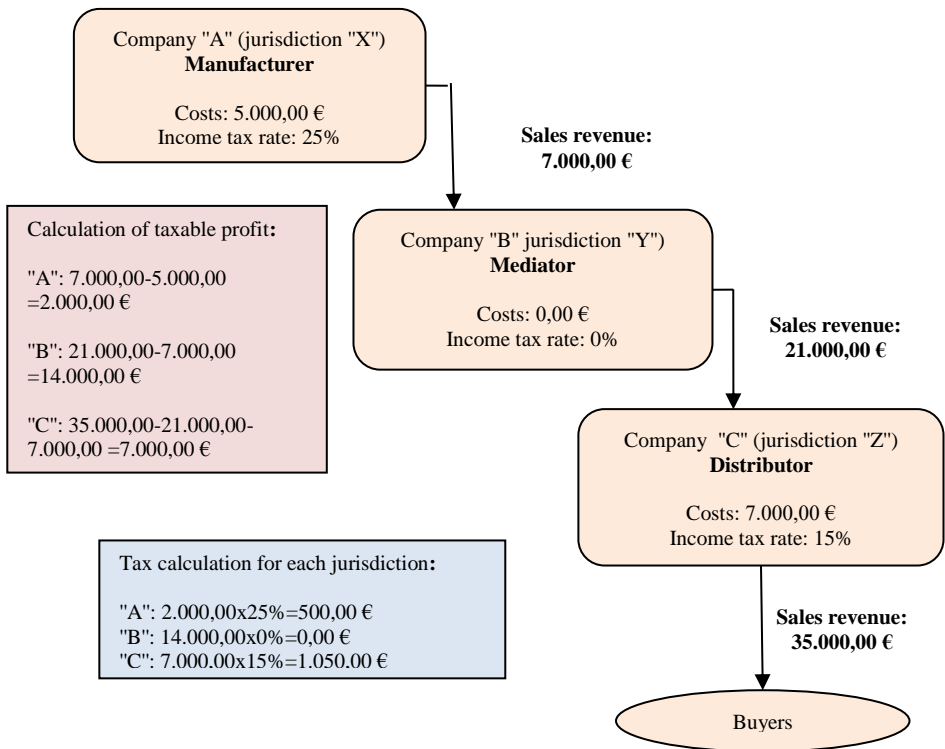 Company "A" (jurisdiction "X")
Manufacturer
Costs: 5.000,00 €
Income tax rate: 25%
Sales revenue:
7.000,00 €
Calculation of taxable profit:
"A": 7.000,00-5.000,00
=2.000,00 €
"B": 21.000,00-7.000,00
=14.000,00 €
"C": 35.000,00-21.000,00-
7.000,00 =7.000,00 €
Company "B" jurisdiction "Y")
Mediator
Costs: 0,00 €
Income tax rate: 0%
Sales revenue:
21.000,00 €
Company "C" (jurisdiction "Z")
Distributor
Costs: 7.000,00 €
Income tax rate: 15%
Tax calculation for each jurisdiction:
"A": 2.000,00x25%=500,00 €
"B": 14.000,00x0%=0,00 €
"C": 7.000.00x15%=1.050.00 €
Sales revenue:
35.000,00 €
Buyers